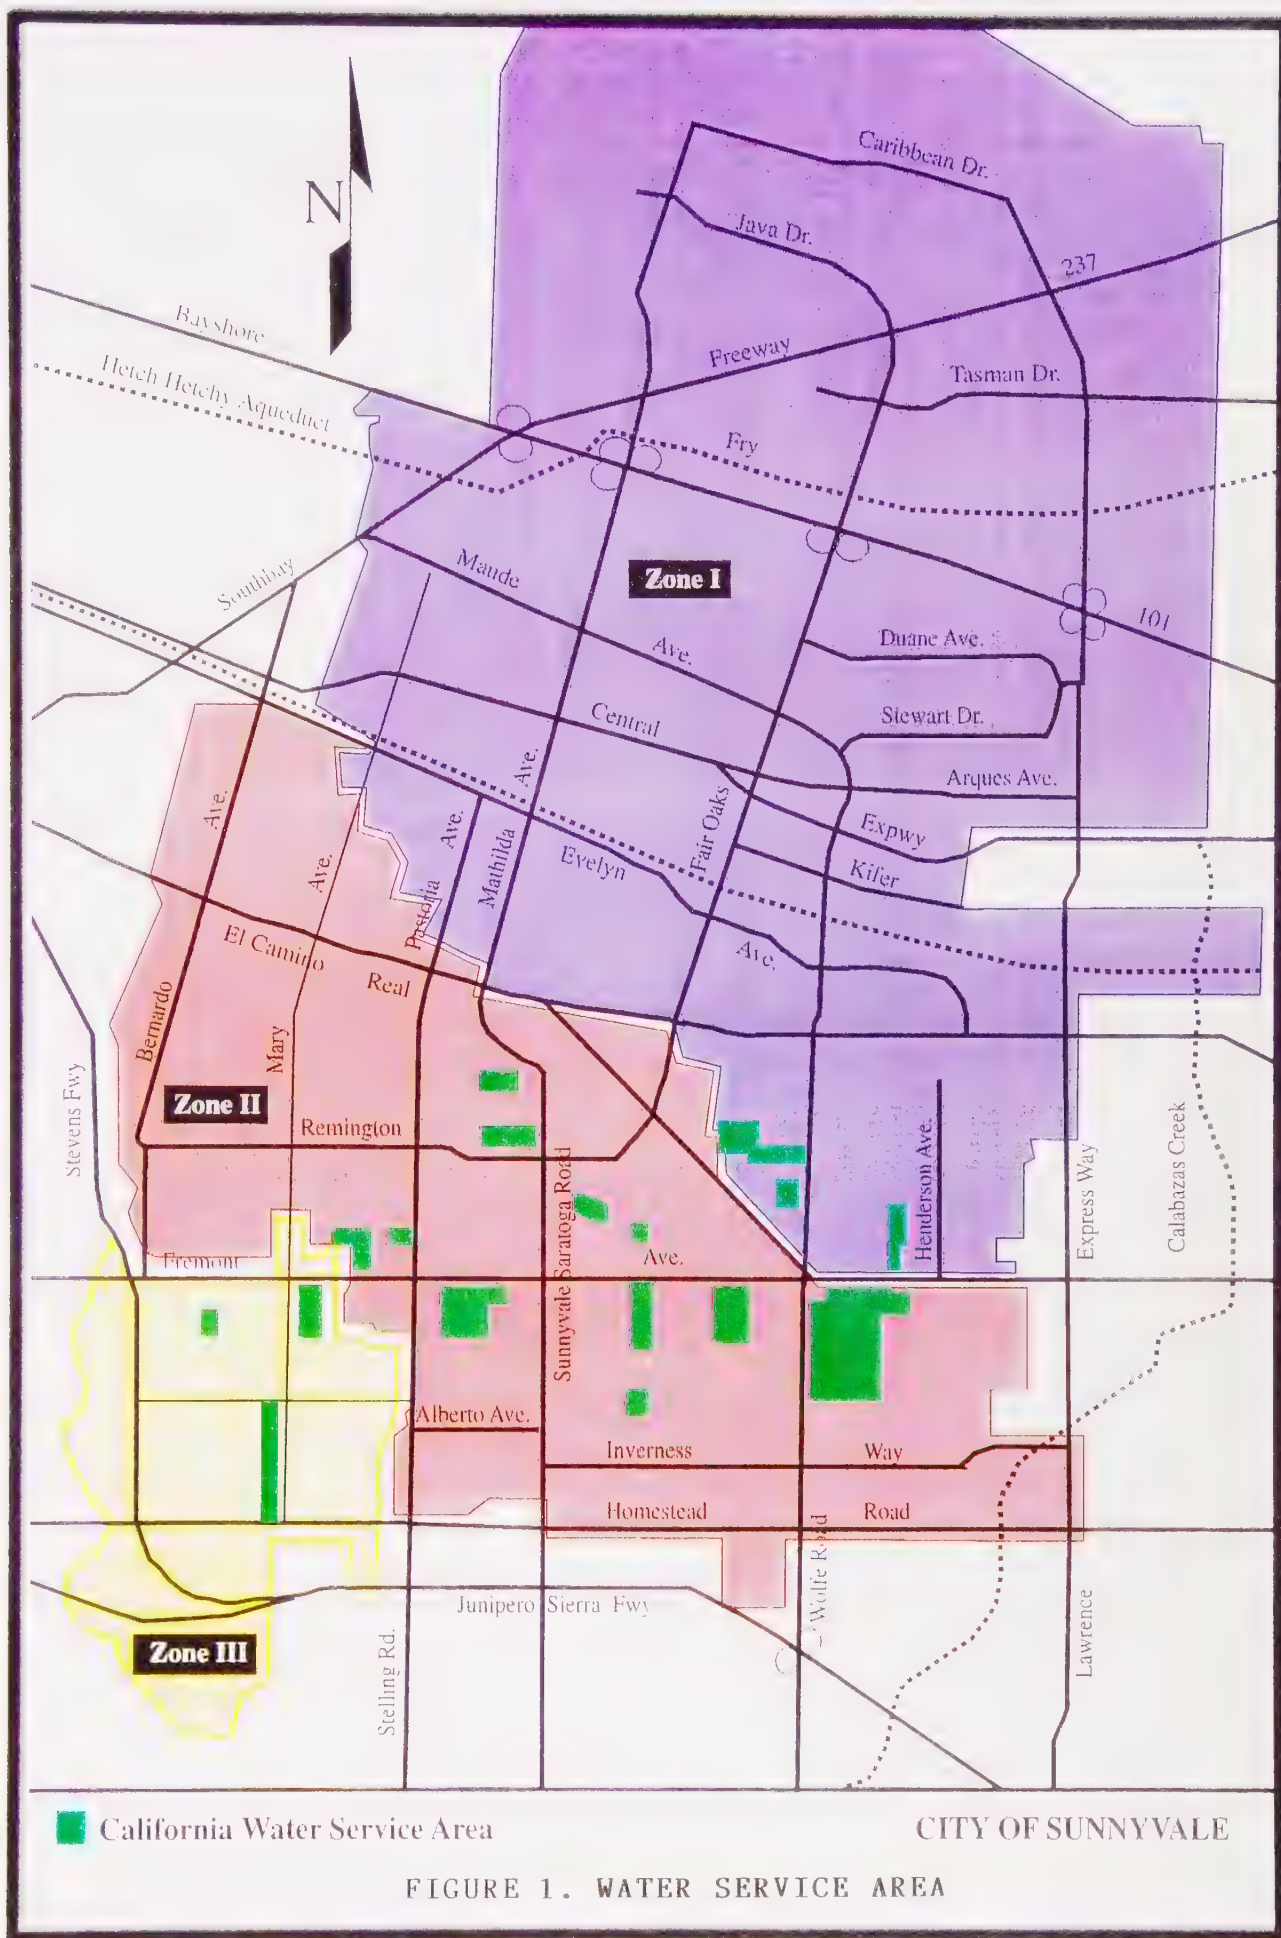 N
Caribbean Dr.
Java Dr.
237
Bayshore
Freeway
Tasman Dr.
Hetch Hetchy Aqueduct
Fry
Southbay
Maude
Ave.
Zone I
101
Duane Ave.
Stewart Dr.
Central
Ave.
Arques Ave.
Ave.
Ave.
Fair Oaks
Expwy
Kifer
Ave.
Mathilda
Evelyn
Ave.
Pastoria
El Camino
Real
Bernardo
Mary
Zone II
Remington
Stevens Fwy
Henderson Ave.
Express Way
Calabazas Creek
Sunnyvale Saratoga Road
Fremont
Ave.
Alberto Ave.
Inverness
Way
Homestead
Road
Wolfe Road
Junipero Sierra Fwy
Zone III
Stelling Rd.
Lawrence
California Water Service Area
CITY OF SUNNYVALE
FIGURE 1. WATER SERVICE AREA